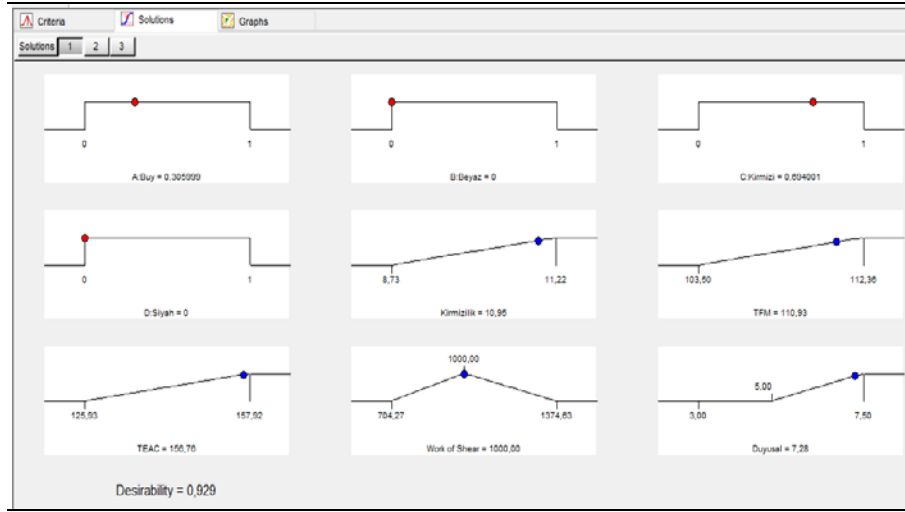 Criteria Solutions Graphs
Solutions 1 2 3
0 1
A:Buy = 0.305999
0 1
B:Beyaz = 0
0 1
C:Kirmizi = 0.694001
0 1
D:Siyah = 0
8,73 11,22
Kirmizilik = 10,95
103,50 112,36
TFM = 110,93
125,93 157,92
TEAC = 156,76
1000,00
704,27 1374,63
Work of Shear = 1000,00
5,00
3,00 7,50
Duyusal = 7,28
Desirability = 0,929